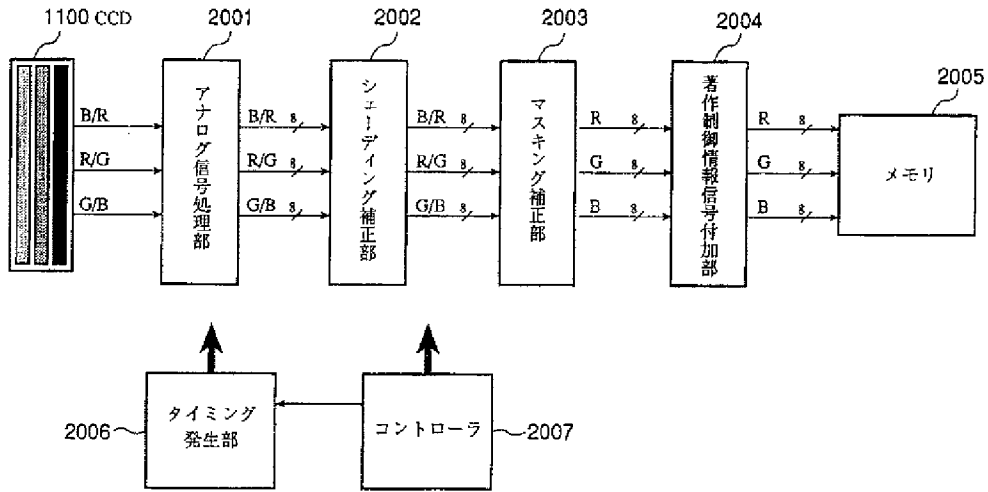 1100 CCD
2001
2002
2003
2004
2005
アナログ信号処理部
シェーディング補正部
マスキング補正部
著作制御情報信号付加部
メモリ
B/R
B/R 8
B/R 8
R 8
R 8
R/G
R/G 8
R/G 8
G 8
G 8
G/B
G/B 8
G/B 8
B 8
B 8
2006
タイミング
発生部
コントローラ
2007